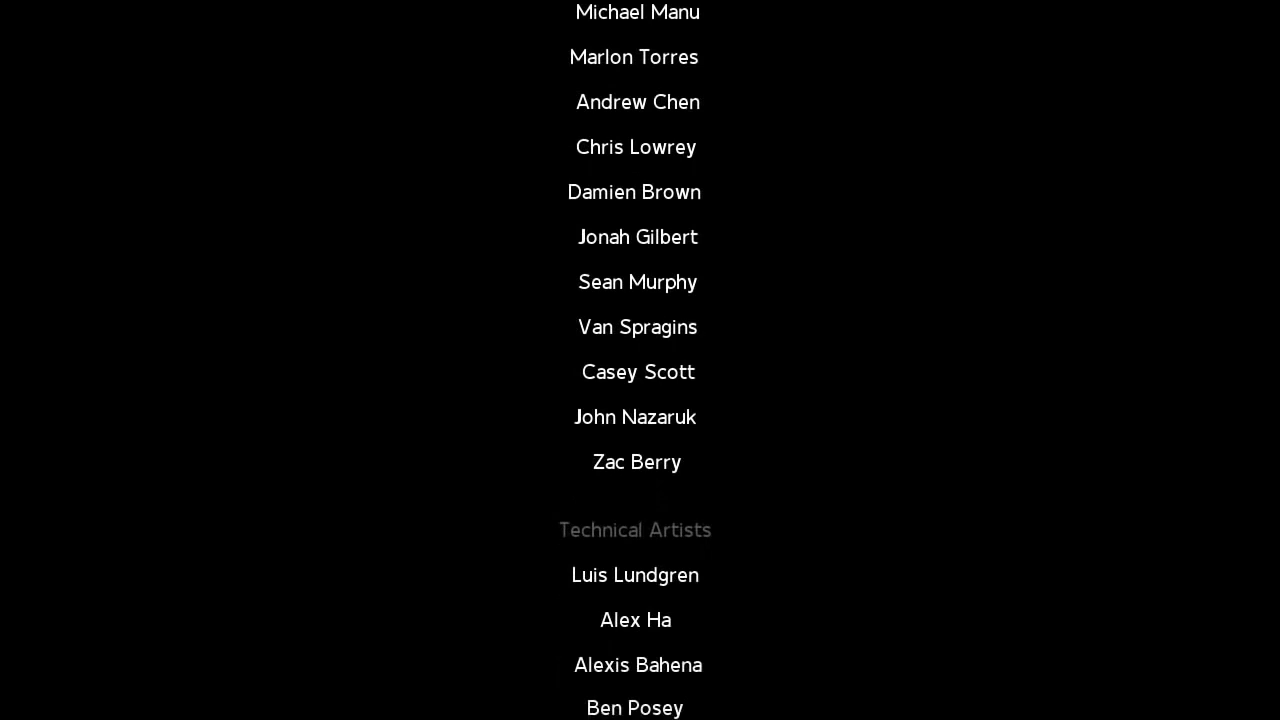 Michael Manu
Marlon Torres
Andrew Chen
Chris Lowrey
Damien Brown
Jonah Gilbert
Sean Murphy
Van Spragins
Casey Scott
John Nazaruk
Zac Berry
Technical Artists
Luis Lundgren
Alex Ha
Alexis Bahena
Ben Posey